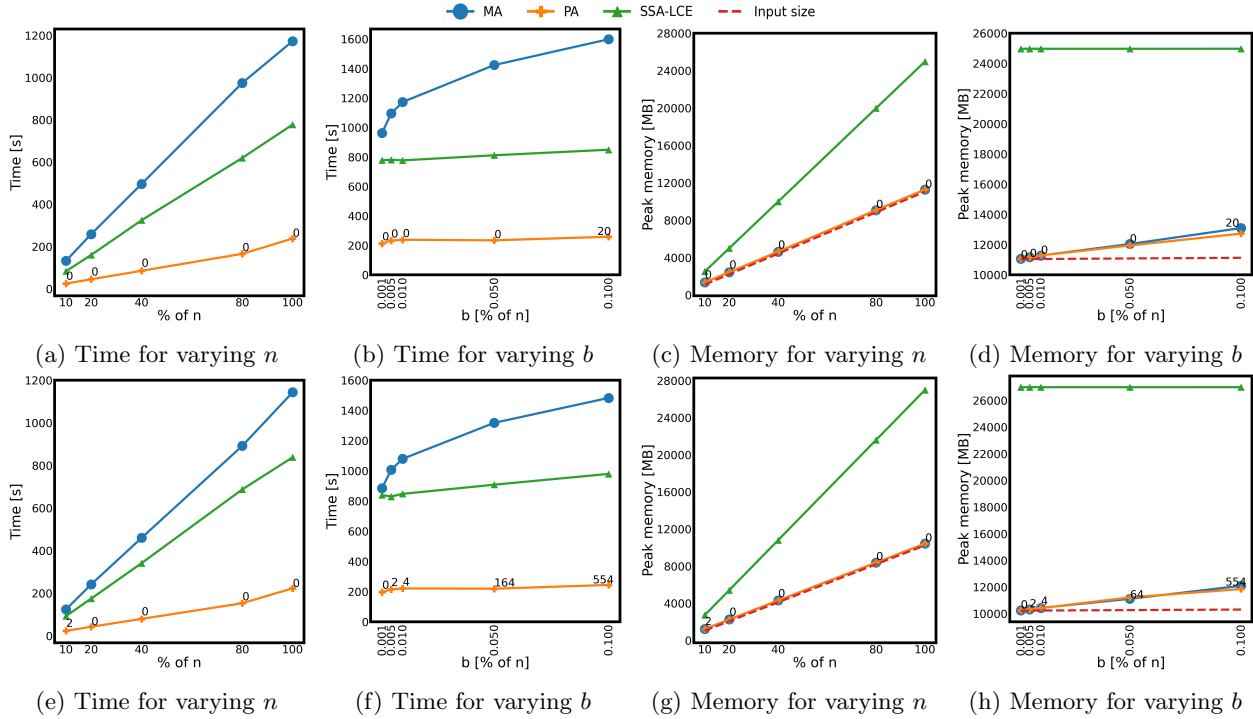 MA PA SSA-LCE Input size
1200
1000
800
600
400
200
0
Time [s]
0
0
0
0
0
10 20 40 80 100
% of n
(a) Time for varying n
1600
1400
1200
1000
800
600
400
200
0
Time [s]
0 0 0 0 20
0.001 0.005 0.010 0.050 0.100
b [% of n]
(b) Time for varying b
28000
24000
20000
16000
12000
8000
4000
0
Peak memory [MB]
0
0
0
0
0
10 20 40 80 100
% of n
(c) Memory for varying n
26000
24000
22000
20000
18000
16000
14000
12000
10000
Peak memory [MB]
0 0 0 0 20
0.001 0.005 0.010 0.050 0.100
b [% of n]
(d) Memory for varying b
1200
1000
800
600
400
200
0
Time [s]
2
0
0
0
0
10 20 40 80 100
% of n
(e) Time for varying n
1600
1400
1200
1000
800
600
400
200
0
Time [s]
0 2 4 164 554
0.001 0.005 0.010 0.050 0.100
b [% of n]
(f) Time for varying b
28000
24000
20000
16000
12000
8000
4000
0
Peak memory [MB]
2
0
0
0
0
10 20 40 80 100
% of n
(g) Memory for varying n
26000
24000
22000
20000
18000
16000
14000
12000
10000
Peak memory [MB]
0 2 4 64 554
0.001 0.005 0.010 0.050 0.100
b [% of n]
(h) Memory for varying b